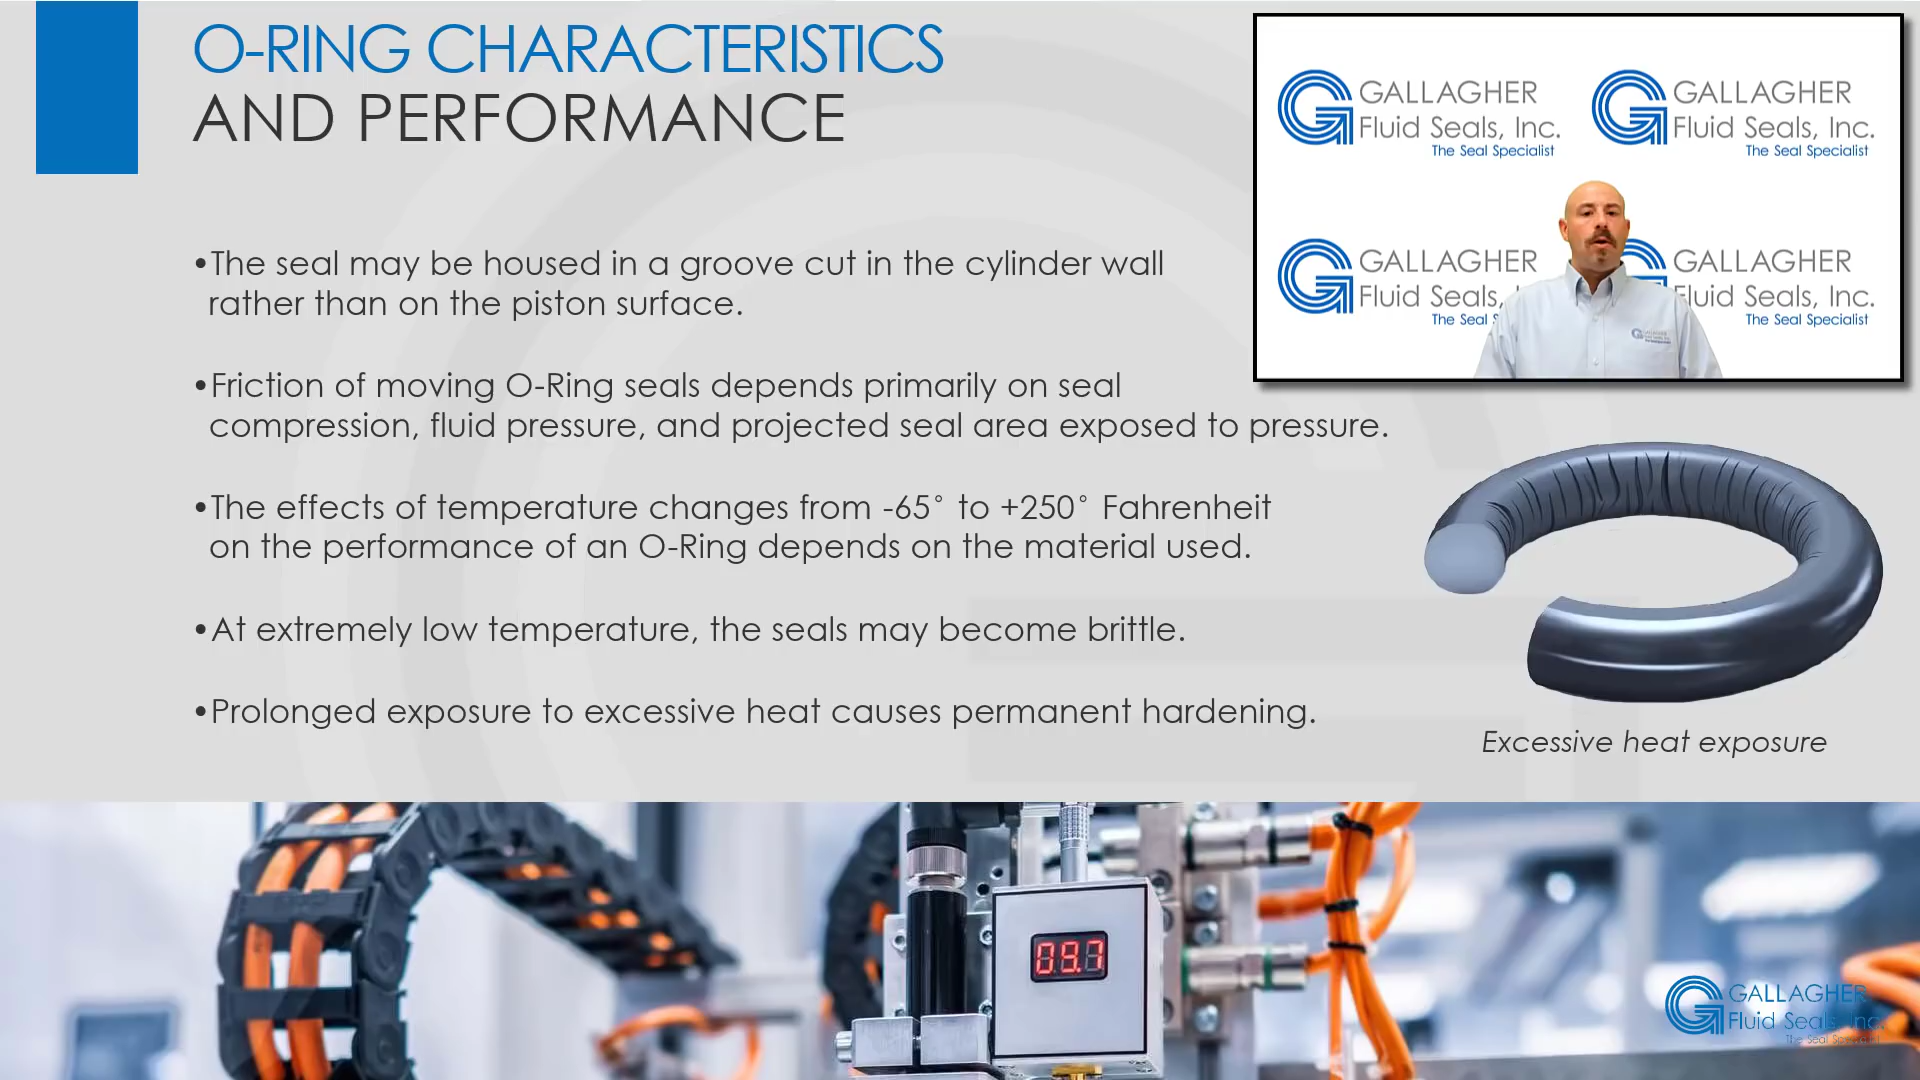 O-RING CHARACTERISTICS
AND PERFORMANCE
•The seal may be housed in a groove cut in the cylinder wall
rather than on the piston surface.
•Friction of moving O-Ring seals depends primarily on seal
compression, fluid pressure, and projected seal area exposed to pressure.
•The effects of temperature changes from -65° to +250° Fahrenheit
on the performance of an O-Ring depends on the material used.
•At extremely low temperature, the seals may become brittle.
•Prolonged exposure to excessive heat causes permanent hardening.
GALLAGHER
Fluid Seals, Inc.
The Seal Specialist
GALLAGHER
Fluid Seals, Inc.
The Seal Specialist
GALLAGHER
Fluid Seals,
The Seal
GALLAGHER
Fluid Seals, Inc.
The Seal Specialist
Excessive heat exposure
09.7
GALLAGHER
Fluid Seals, Inc.
The Seal Specialist